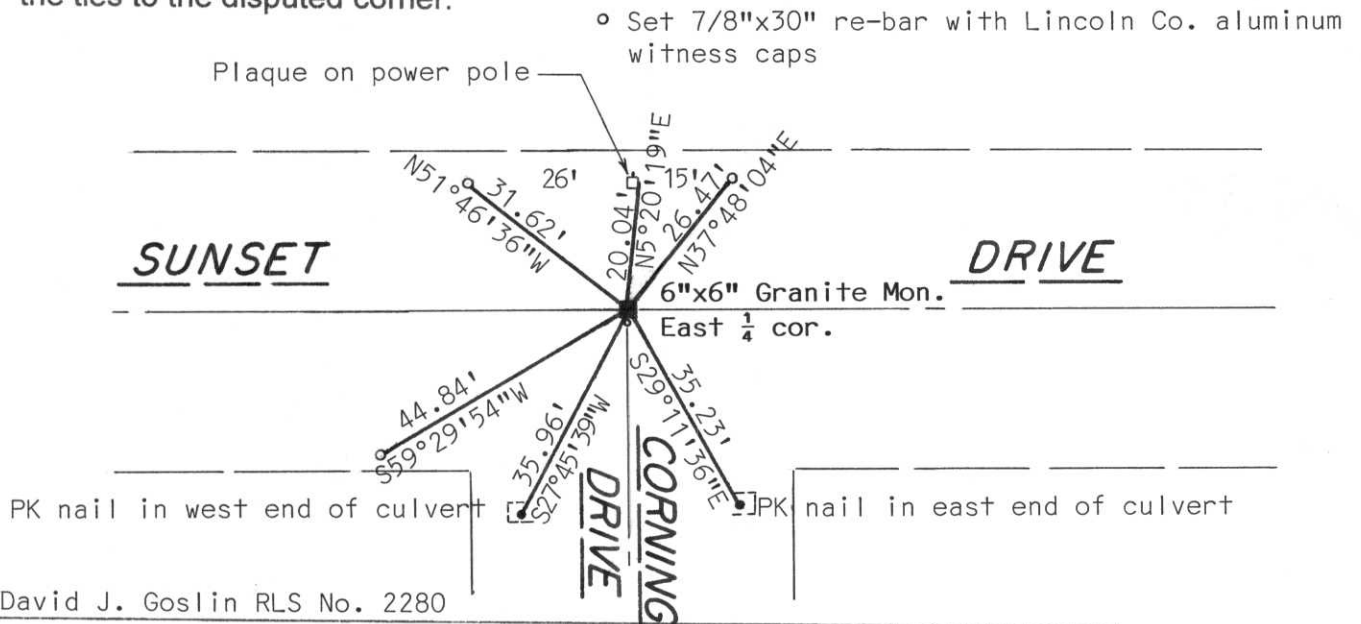 the ties to the disputed corner.
° Set 7/8"x30" re-bar with Lincoln Co. aluminum
witness caps
Plaque on power pole
N51°46'36"W
31.62'
26'
20.04'
N5°20'19"E
15'
26.47'
N37°48'04"E
SUNSET
DRIVE
6"x6" Granite Mon.
East 1/4 cor.
44.84'
S59°29'54"W
35.96'
S27°45'39"W
35.23'
S29°11'36"E
PK nail in west end of culvert
PK nail in east end of culvert
CORNING
DRIVE
David J. Goslin RLS No. 2280